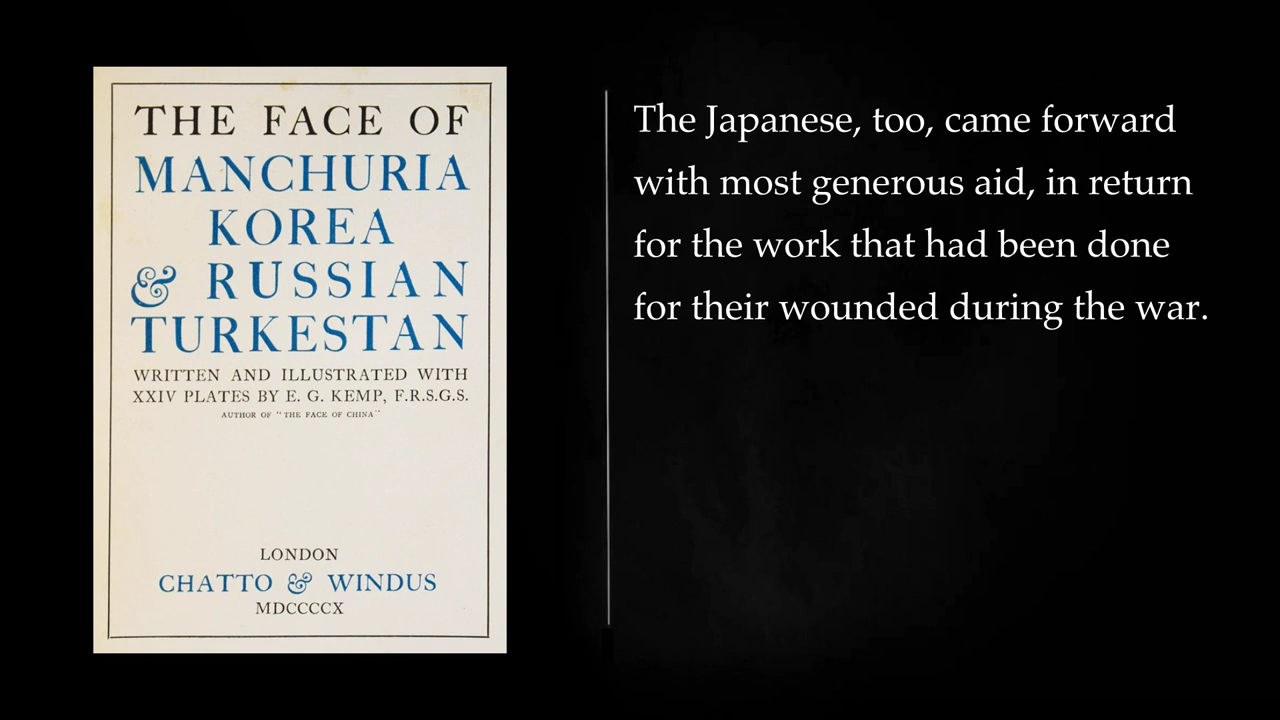 THE FACE OF
MANCHURIA
KOREA
& RUSSIAN
TURKESTAN
WRITTEN AND ILLUSTRATED WITH
XXIV PLATES BY E. G. KEMP, F.R.S.G.S.
AUTHOR OF "THE FACE OF CHINA"
LONDON
CHATTO & WINDUS
MDCCCCX
The Japanese, too, came forward
with most generous aid, in return
for the work that had been done
for their wounded during the war.